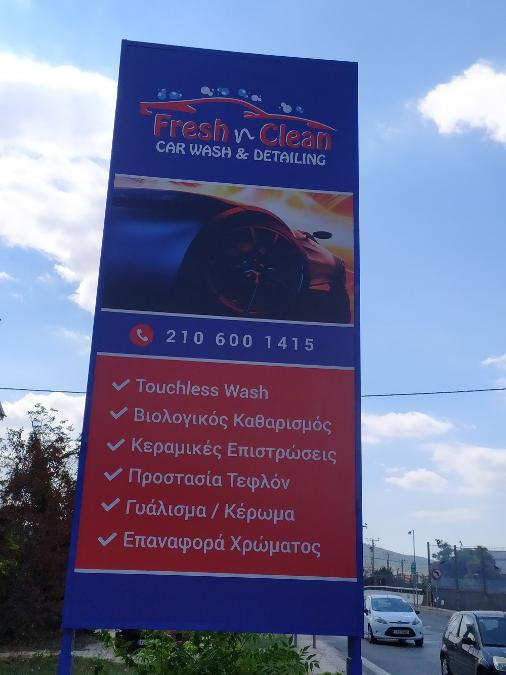 Fresh n Clean
CAR WASH & DETAILING
210 600 1415
Touchless Wash
Βιολογικός Καθαρισμός
Κεραμικές Επιστρώσεις
Προστασία Τεφλόν
Γυάλισμα / Κέρωμα
Επαναφορά Χρώματος